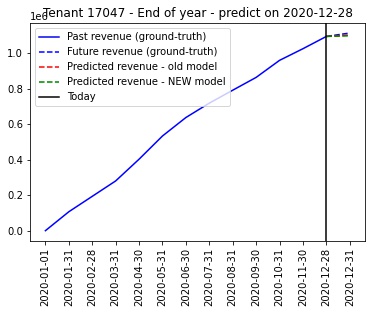 Tenant 17047 - End of year - predict on 2020-12-28
1e6
Past revenue (ground-truth)
Future revenue (ground-truth)
Predicted revenue - old model
Predicted revenue - NEW model
Today
1.0
0.8
0.6
0.4
0.2
0.0
2020-01-01
2020-01-31
2020-02-28
2020-03-31
2020-04-30
2020-05-31
2020-06-30
2020-07-31
2020-08-31
2020-09-30
2020-10-31
2020-11-30
2020-12-28
2020-12-31